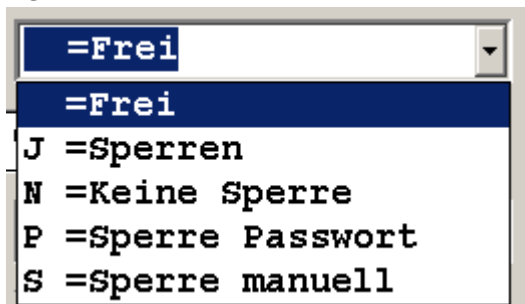 =Frei
=Frei
J =Sperren
N =Keine Sperre
P =Sperre Passwort
S =Sperre manuell